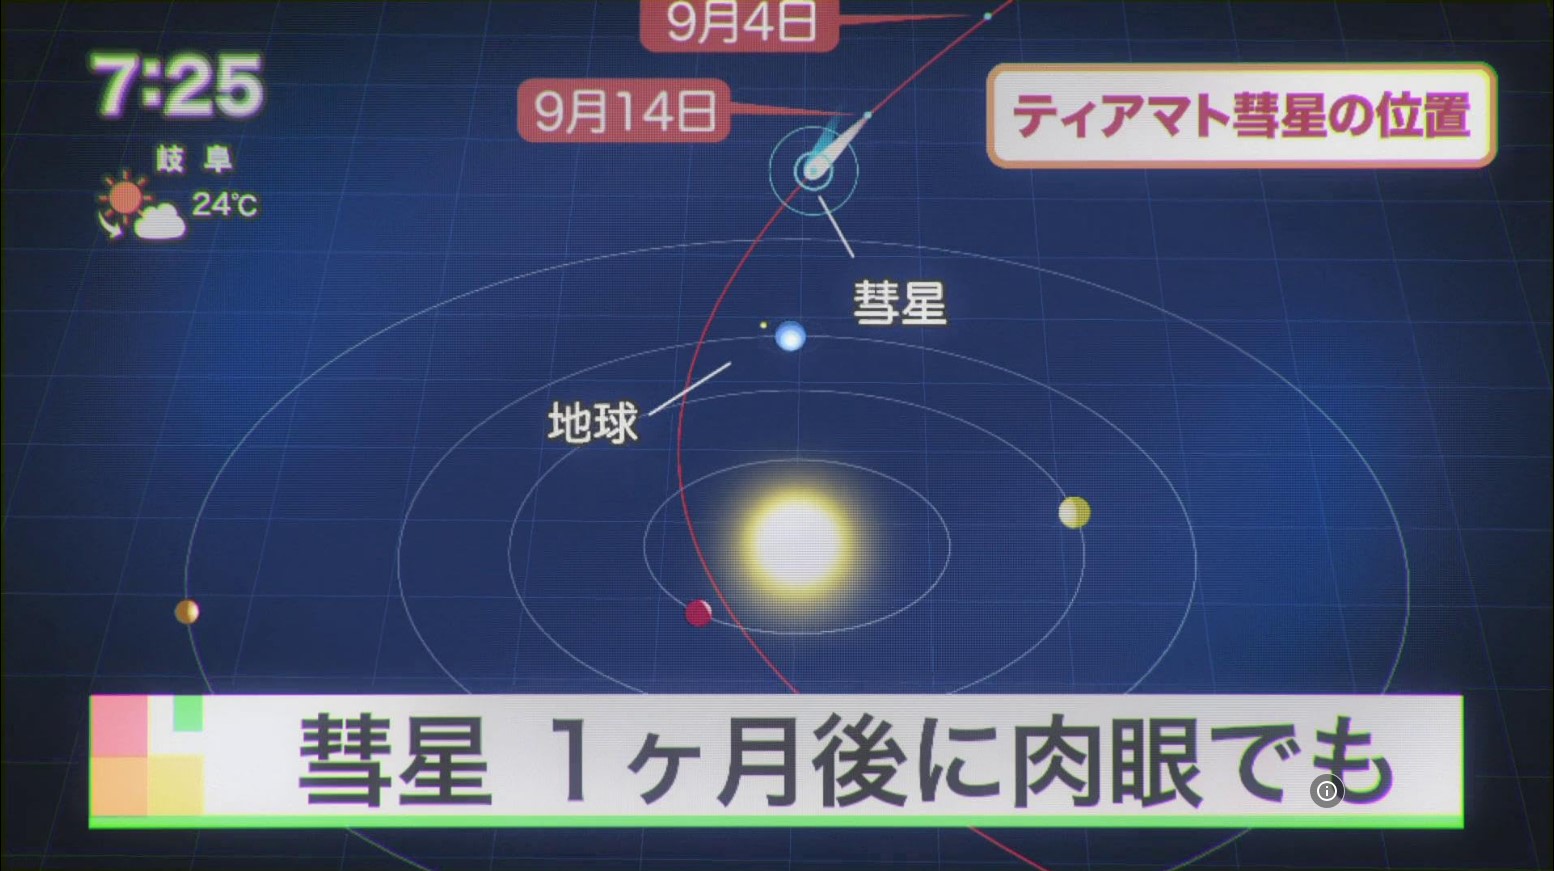 9月4日
7:25
9月14日
ティアマト彗星の位置
岐阜
24℃
彗星
地球
彗星 1ヶ月後に肉眼でも